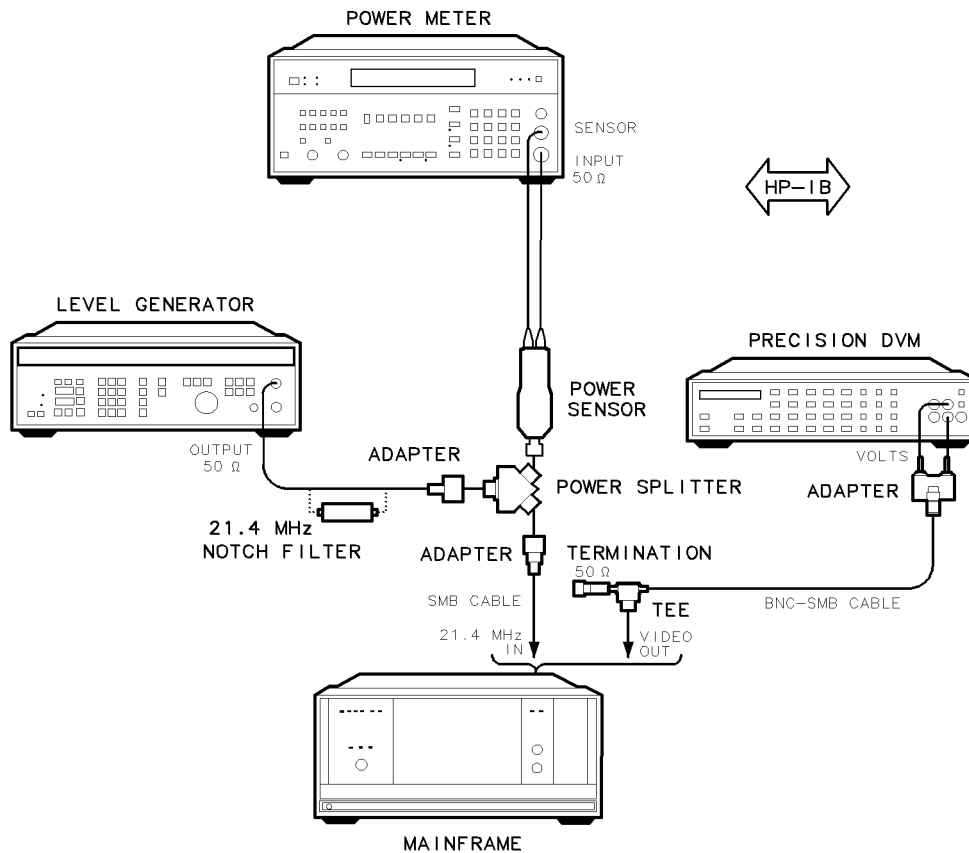 POWER METER
SENSOR
INPUT
50 Ω
HP-IB
LEVEL GENERATOR
PRECISION DVM
POWER
SENSOR
OUTPUT
50 Ω
VOLTS
ADAPTER
ADAPTER
POWER SPLITTER
21.4 MHz
NOTCH FILTER
ADAPTER
TERMINATION
50 Ω
SMB CABLE
TEE
BNC-SMB CABLE
21.4 MHz
IN
VIDEO
OUT
MAINFRAME